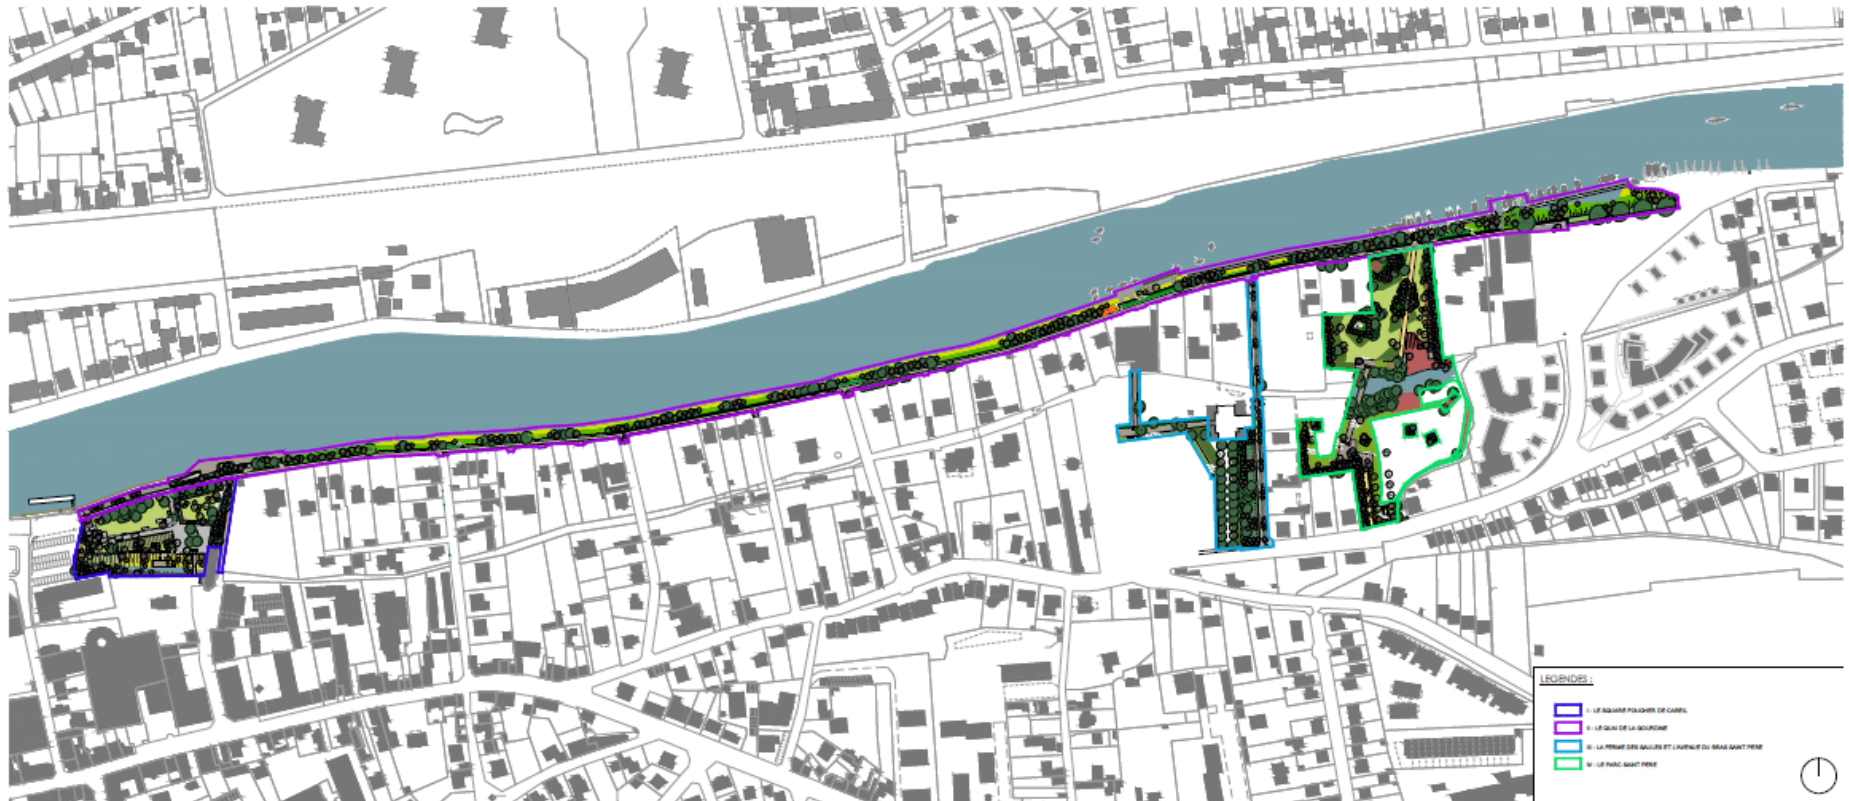 LEGENDES :
I - LE SQUARE FOUGHER DE CAREIL
II - LE QUAI DE LA GOURDINE
III - LA FERME DES SAULES ET L'AVENUE DU BRAS SAINT PERE
IV - LE PARC SAINT PERE